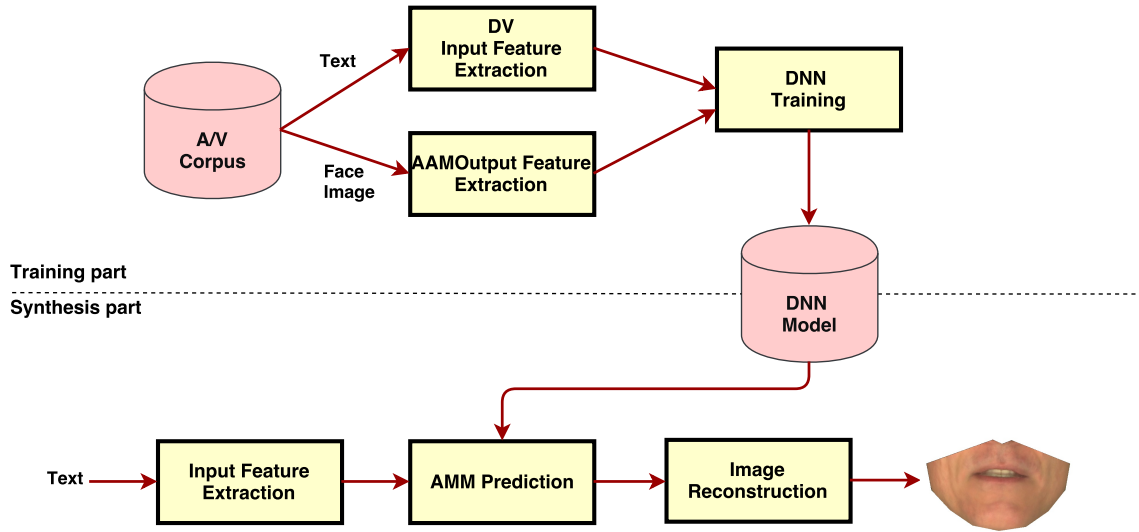 DV
Input Feature
Extraction
Text
DNN
Training
A/V
Corpus
AAMOutput Feature
Extraction
Face
Image
Training part
Synthesis part
DNN
Model
Text
Input Feature
Extraction
AMM Prediction
Image
Reconstruction